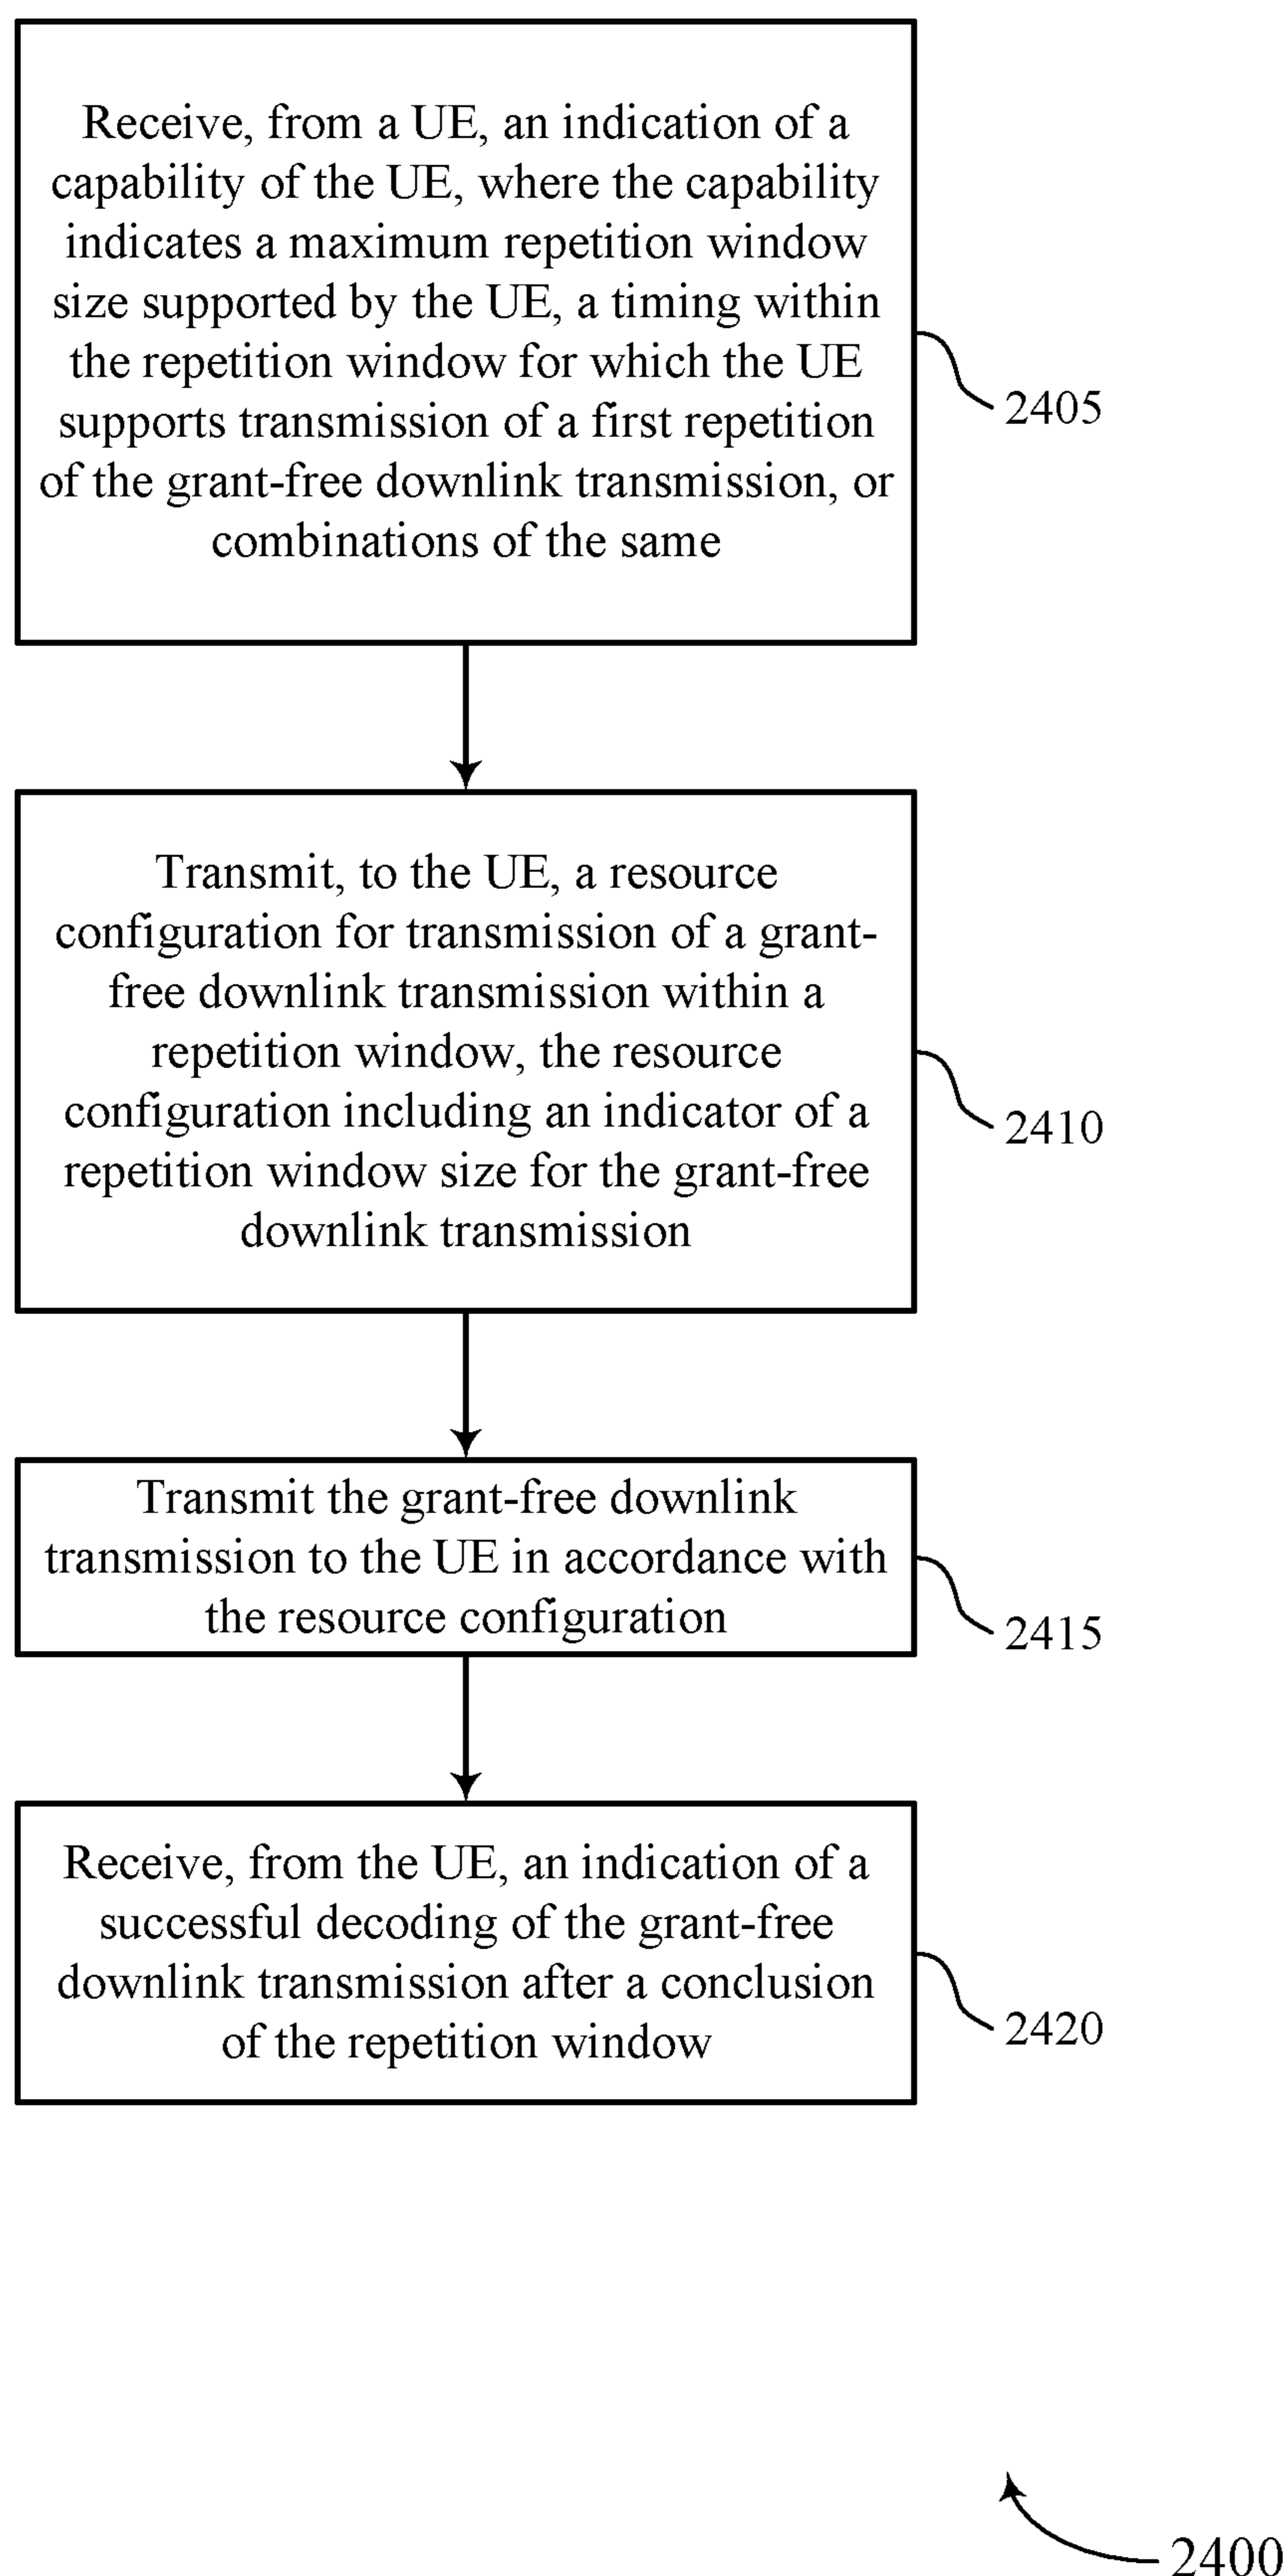 Receive, from a UE, an indication of a
capability of the UE, where the capability
indicates a maximum repetition window
size supported by the UE, a timing within
the repetition window for which the UE
supports transmission of a first repetition
of the grant-free downlink transmission, or
combinations of the same
2405
Transmit, to the UE, a resource
configuration for transmission of a grant-
free downlink transmission within a
repetition window, the resource
configuration including an indicator of a
repetition window size for the grant-free
downlink transmission
2410
Transmit the grant-free downlink
transmission to the UE in accordance with
the resource configuration
2415
Receive, from the UE, an indication of a
successful decoding of the grant-free
downlink transmission after a conclusion
of the repetition window
2420
2400